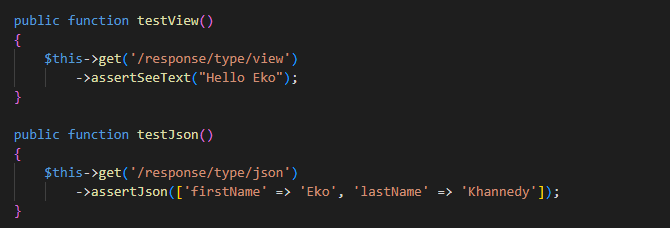 public function testView()
{
    $this->get('/response/type/view')
        ->assertSeeText("Hello Eko");
}

public function testJson()
{
    $this->get('/response/type/json')
        ->assertJson(['firstName' => 'Eko', 'lastName' => 'Khannedy']);
}